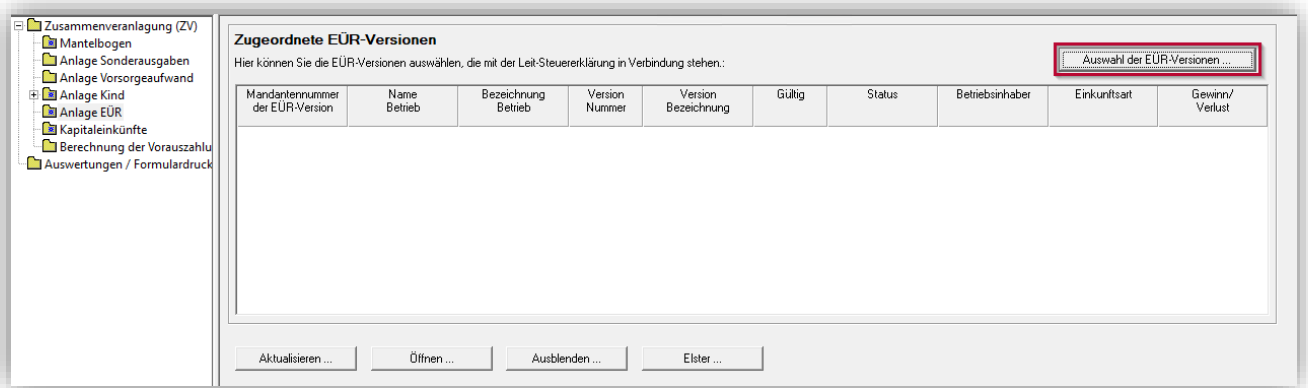 Zusammenveranlagung (ZV)
Mantelbogen
Anlage Sonderausgaben
Anlage Vorsorgeaufwand
Anlage Kind
Anlage EÜR
Kapitaleinkünfte
Berechnung der Vorauszahlu
Auswertungen / Formulardruck
Zugeordnete EÜR-Versionen
Hier können Sie die EÜR-Versionen auswählen, die mit der Leit-Steuererklärung in Verbindung stehen.:
Auswahl der EÜR-Versionen ...
Mandantennummer der EÜR-Version
Name Betrieb
Bezeichnung Betrieb
Version Nummer
Version Bezeichnung
Gültig
Status
Betriebsinhaber
Einkunftsart
Gewinn/ Verlust
Aktualisieren ...
Öffnen ...
Ausblenden ...
Elster ...